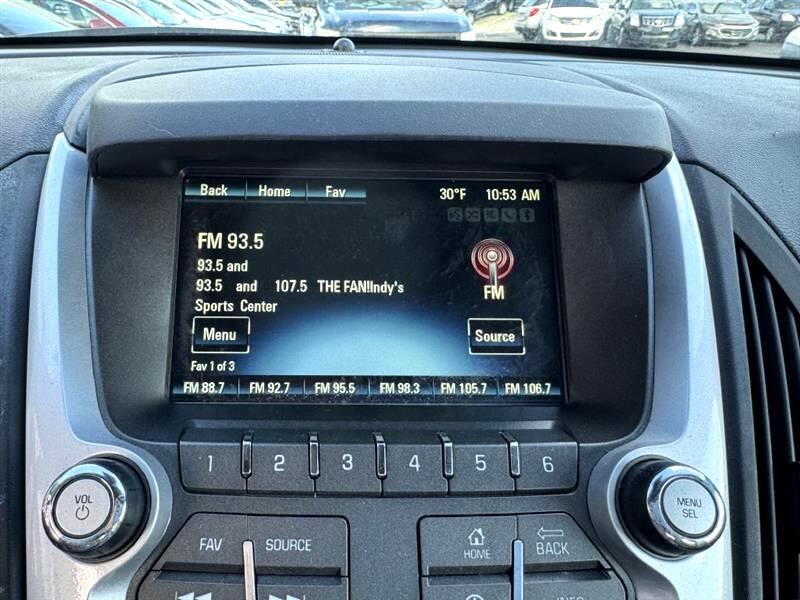 Back Home Fav 30°F 10:53 AM
FM 93.5
93.5 and
93.5 and 107.5 THE FAN!Indy's
Sports Center
FM
Menu Source
Fav 1 of 3
FM 88.7 FM 92.7 FM 95.5 FM 98.3 FM 105.7 FM 106.7
1 2 3 4 5 6
VOL
MENU
SEL
FAV SOURCE
HOME BACK
INFO